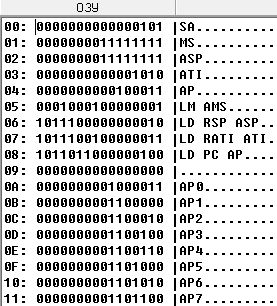 ОЗУ
00: 0000000000000101 |SA..........
01: 0000000011111111 |MS..........
02: 0000000011111111 |ASP.........
03: 0000000000001010 |ATI.........
04: 0000000000100011 |AP..........
05: 0001000100000001 |LM AMS......
06: 1011100000000010 |LD RSP ASP..
07: 1011100100000011 |LD RATI ATI.
08: 1011011000000100 |LD PC AP....
09: 0000000000000000 |............
0A: 0000000001000011 |AP0.........
0B: 0000000001100000 |AP1.........
0C: 0000000001100010 |AP2.........
0D: 0000000001100100 |AP3.........
0E: 0000000001100110 |AP4.........
0F: 0000000001101000 |AP5.........
10: 0000000001101010 |AP6.........
11: 0000000001101100 |AP7.........